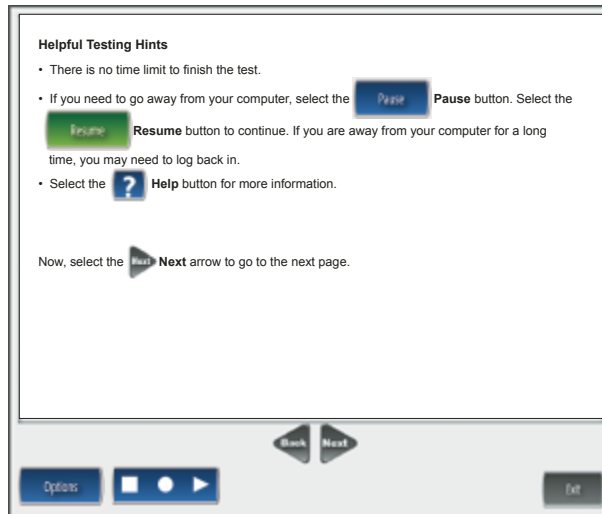 Helpful Testing Hints
• There is no time limit to finish the test.
• If you need to go away from your computer, select the Pause Pause button. Select the
Resume Resume button to continue. If you are away from your computer for a long
time, you may need to log back in.
• Select the ? Help button for more information.
Now, select the Next Next arrow to go to the next page.
Back Next
Options Exit